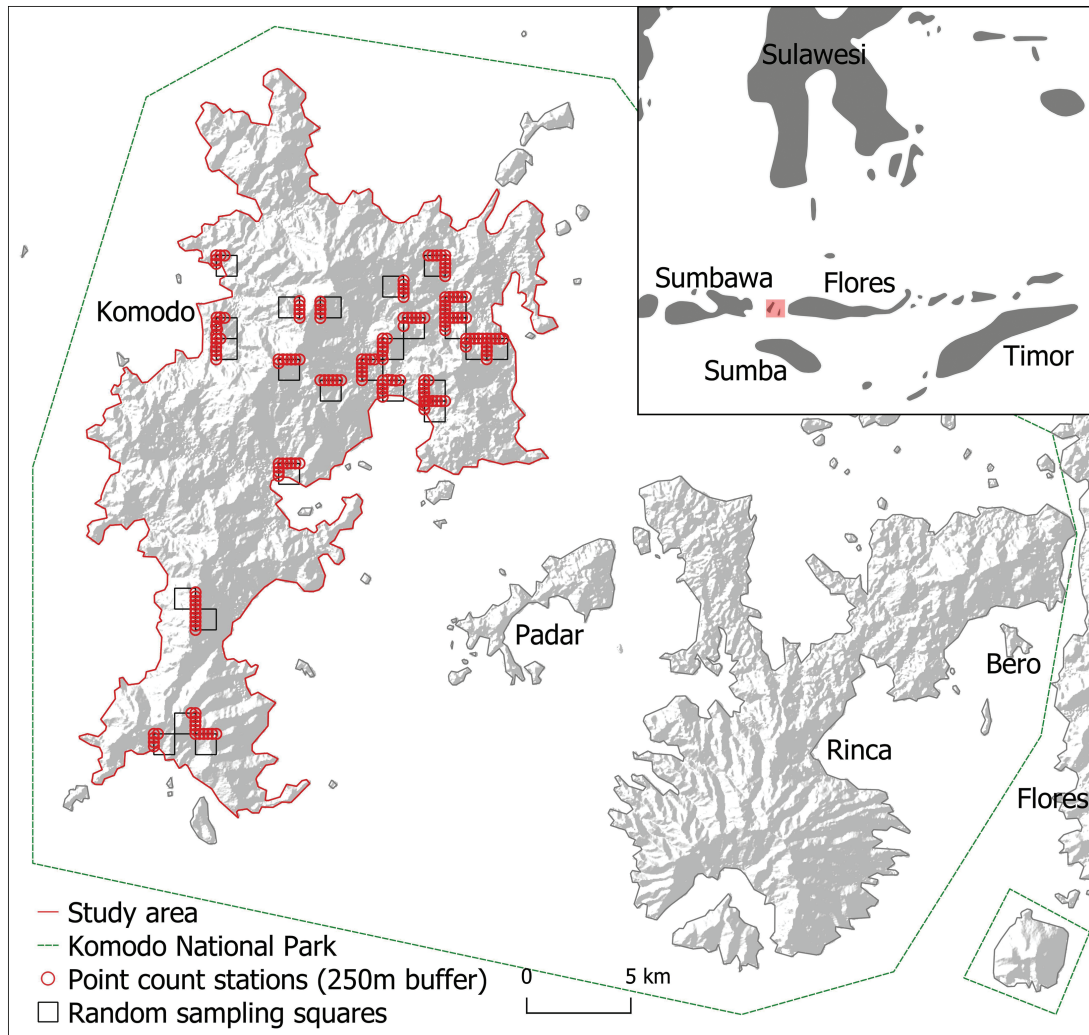 Sulawesi
Sumbawa
Flores
Sumba
Timor
Komodo
Padar
Bero
Rinca
Flores
Study area
Komodo National Park
Point count stations (250m buffer)
Random sampling squares
0 5 km